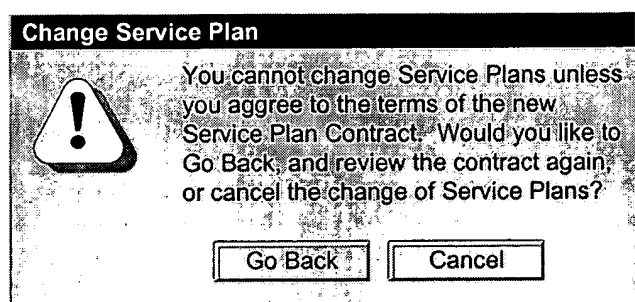 Change Service Plan
You cannot change Service Plans unless
you aggree to the terms of the new
Service Plan Contract. Would you like to
Go Back, and review the contract again,
or cancel the change of Service Plans?
Go Back
Cancel